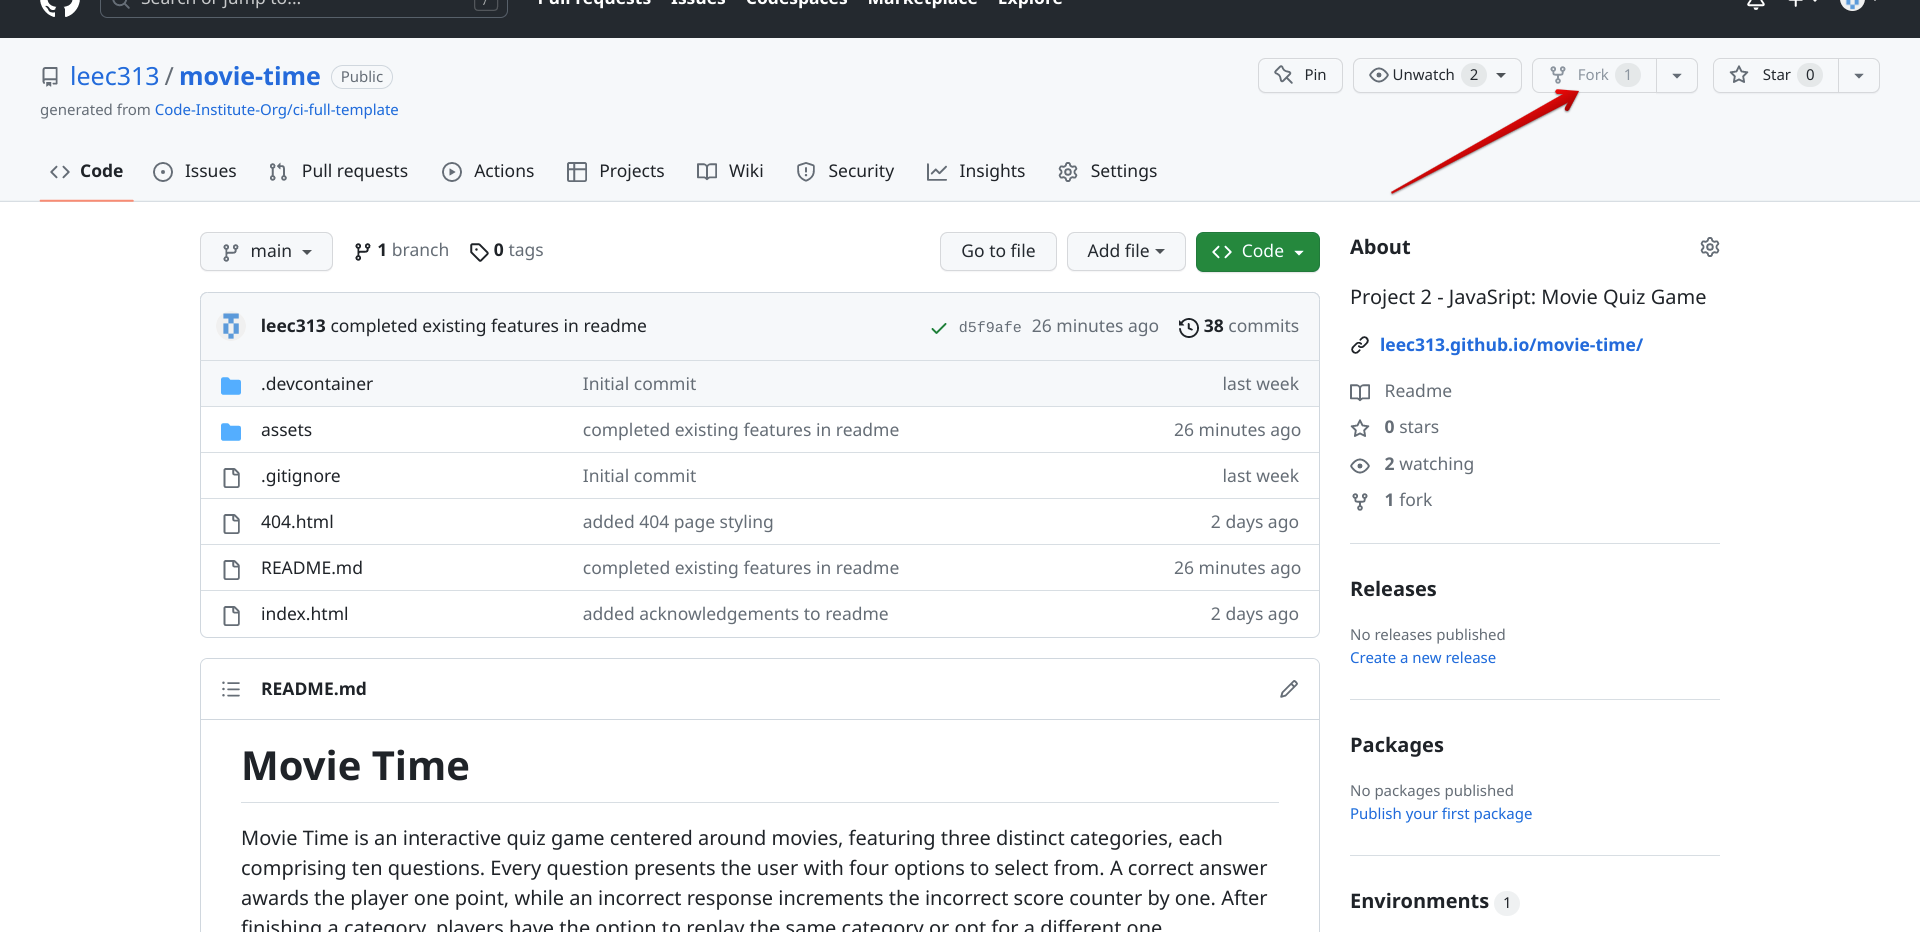 Search or jump to... /
Pull requests Issues Codespaces Marketplace Explore
leec313 / movie-time Public
Pin Unwatch 2 Fork 1 Star 0
generated from Code-Institute-Org/ci-full-template
Code Issues Pull requests Actions Projects Wiki Security Insights Settings
main 1 branch 0 tags
Go to file Add file Code
leec313 completed existing features in readme d5f9afe 26 minutes ago 38 commits
.devcontainer Initial commit last week
assets completed existing features in readme 26 minutes ago
.gitignore Initial commit last week
404.html added 404 page styling 2 days ago
README.md completed existing features in readme 26 minutes ago
index.html added acknowledgements to readme 2 days ago
README.md
Movie Time
Movie Time is an interactive quiz game centered around movies, featuring three distinct categories, each
comprising ten questions. Every question presents the user with four options to select from. A correct answer
awards the player one point, while an incorrect response increments the incorrect score counter by one. After
finishing a category, players have the option to replay the same category or opt for a different one.
About
Project 2 - JavaSript: Movie Quiz Game
leec313.github.io/movie-time/
Readme
0 stars
2 watching
1 fork
Releases
No releases published
Create a new release
Packages
No packages published
Publish your first package
Environments 1